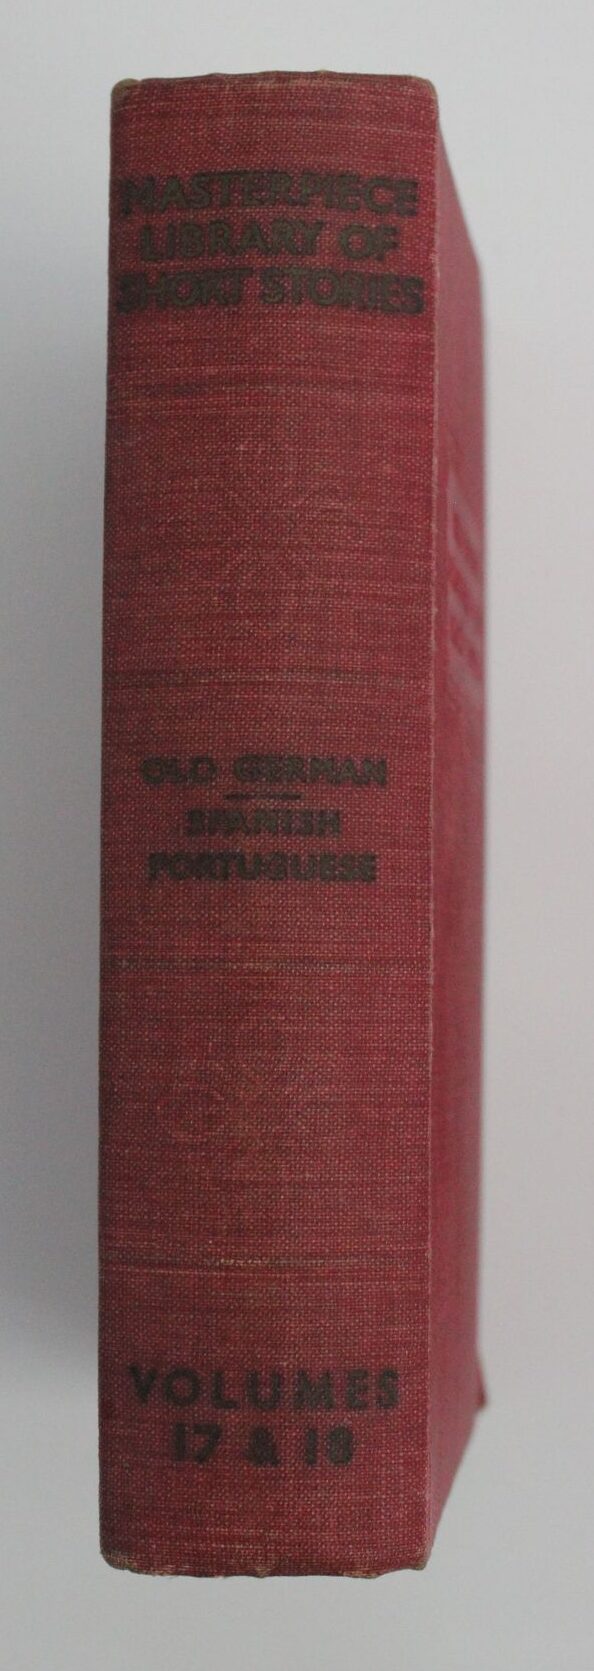 MASTERPIECE
LIBRARY OF
SHORT STORIES
OLD GERMAN
SPANISH
PORTUGUESE
VOLUMES
17 & 18